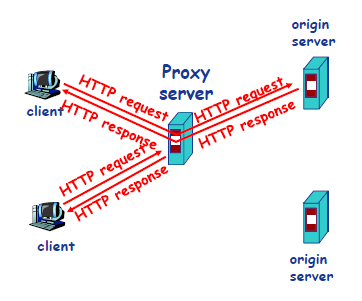 origin
server
Proxy
server
client
HTTP request
HTTP response
HTTP request
HTTP response
HTTP request
HTTP response
client
origin
server